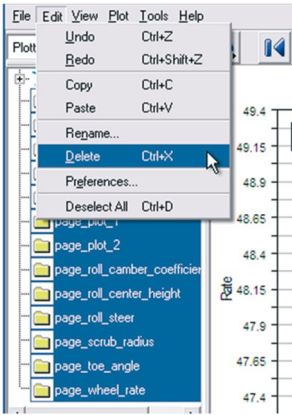 File Edit View Plot Tools Help
Undo Ctrl+Z
Redo Ctrl+Shift+Z
Copy Ctrl+C
Paste Ctrl+V
Rename...
Delete Ctrl+X
Preferences...
Deselect All Ctrl+D
page_plot_1
page_plot_2
page_roll_camber_coefficier
page_roll_center_height
page_roll_steer
page_scrub_radius
page_toe_angle
page_wheel_rate
Rate
49.4
49.15
48.9
48.65
48.4
48.15
47.9
47.65
47.4